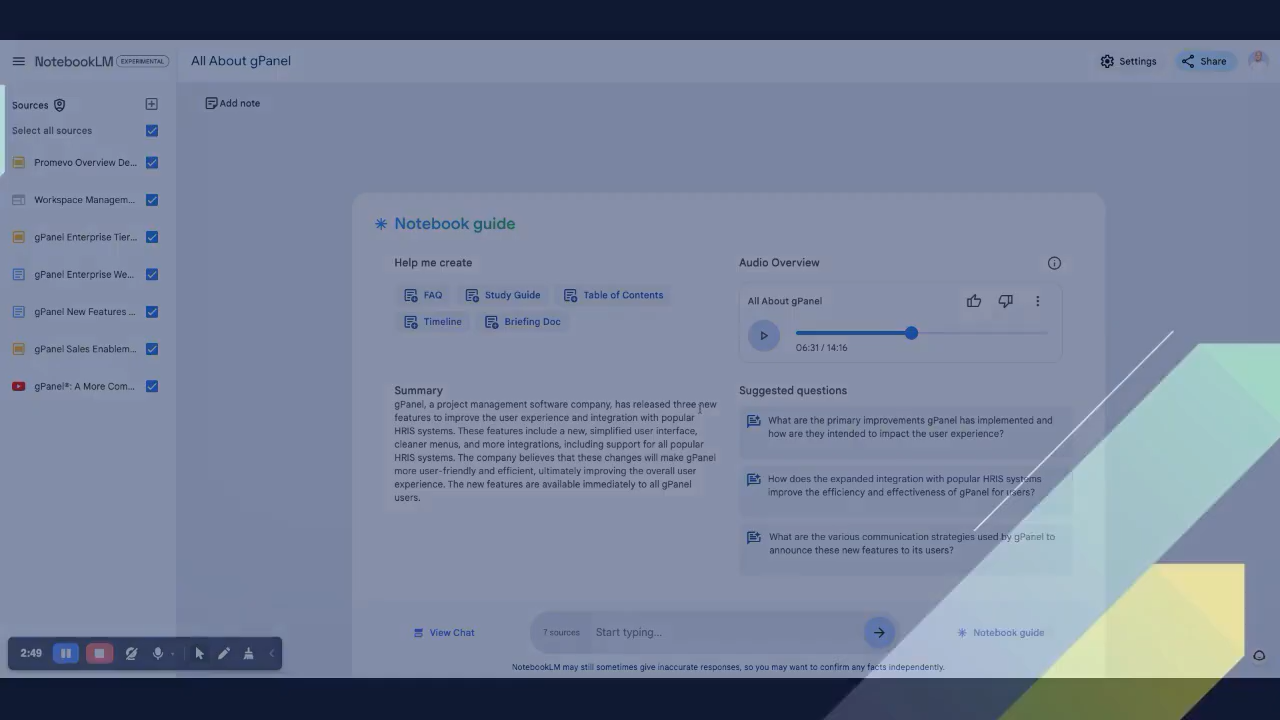 NotebookLM EXPERIMENTAL
All About gPanel
Settings
Share
Sources
Select all sources
Promevo Overview De...
Workspace Managem...
gPanel Enterprise Tier...
gPanel Enterprise We...
gPanel New Features ...
gPanel Sales Enablem...
gPanel®: A More Com...
Add note
Notebook guide
Help me create
FAQ
Study Guide
Table of Contents
Timeline
Briefing Doc
Audio Overview
All About gPanel
06:31 / 14:16
Summary
gPanel, a project management software company, has released three new
features to improve the user experience and integration with popular
HRIS systems. These features include a new, simplified user interface,
cleaner menus, and more integrations, including support for all popular
HRIS systems. The company believes that these changes will make gPanel
more user-friendly and efficient, ultimately improving the overall user
experience. The new features are available immediately to all gPanel
users.
Suggested questions
What are the primary improvements gPanel has implemented and
how are they intended to impact the user experience?
How does the expanded integration with popular HRIS systems
improve the efficiency and effectiveness of gPanel for users?
What are the various communication strategies used by gPanel to
announce these new features to its users?
View Chat
7 sources
Start typing...
Notebook guide
NotebookLM may still sometimes give inaccurate responses, so you may want to confirm any facts independently.
2:49